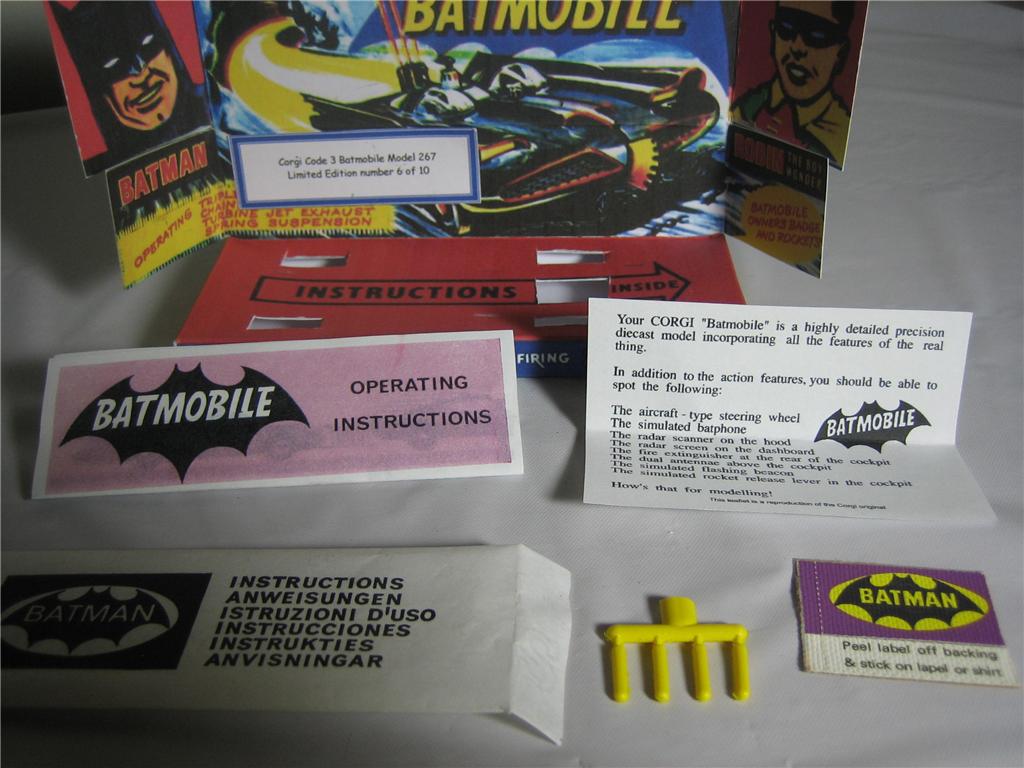 BATMOBILE
BATMAN
Corgi Code 3 Batmobile Model 267
Limited Edition number 6 of 10
ROBIN THE BOY
WONDER
OPERATING
TRIPLE
CHAIN
TURBINE JET EXHAUST
SPRING SUSPENSION
BATMOBILE
OWNERS BADGE
AND ROCKETS
INSTRUCTIONS INSIDE
FIRING
BATMOBILE
OPERATING
INSTRUCTIONS
Your CORGI "Batmobile" is a highly detailed precision
diecast model incorporating all the features of the real
thing.
In addition to the action features, you should be able to
spot the following:
The aircraft - type steering wheel
The simulated batphone
The radar scanner on the hood
The radar screen on the dashboard
The fire extinguisher at the rear of the cockpit
The dual antennae above the cockpit
The simulated flashing beacon
The simulated rocket release lever in the cockpit
How's that for modelling!
This leaflet is a reproduction of the Corgi original
BATMOBILE
BATMAN
INSTRUCTIONS
ANWEISUNGEN
ISTRUZIONI D'USO
INSTRUCCIONES
INSTRUKTIES
ANVISNINGAR
BATMAN
Peel label off backing
& stick on lapel or shirt